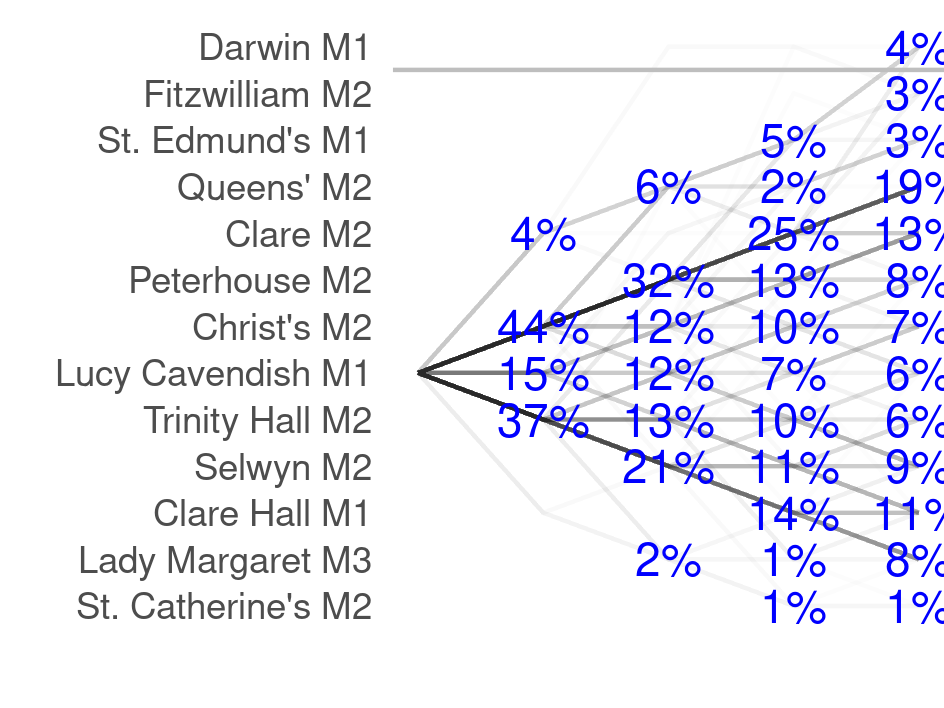 Darwin M1 4%
Fitzwilliam M2 3%
St. Edmund's M1 5% 3%
Queens' M2 6% 2% 19%
Clare M2 4% 25% 13%
Peterhouse M2 32% 13% 8%
Christ's M2 44% 12% 10% 7%
Lucy Cavendish M1 15% 12% 7% 6%
Trinity Hall M2 37% 13% 10% 6%
Selwyn M2 21% 11% 9%
Clare Hall M1 14% 11%
Lady Margaret M3 2% 1% 8%
St. Catherine's M2 1% 1%